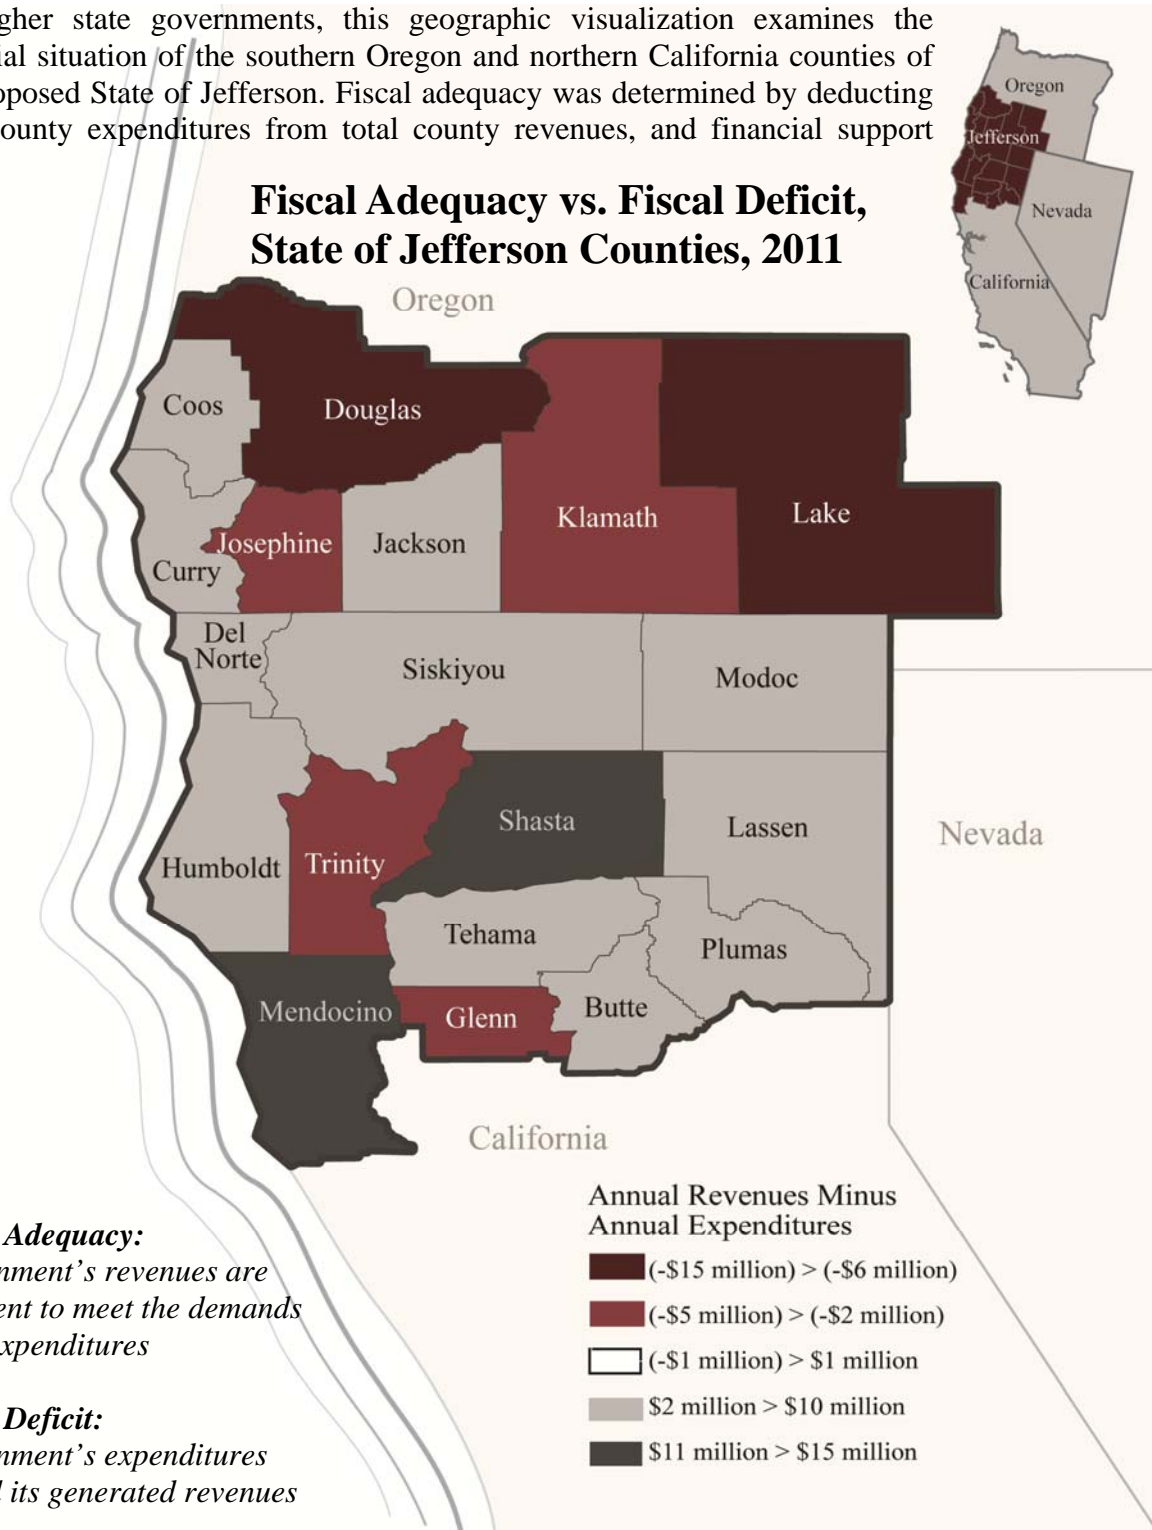 gher state governments, this geographic visualization examines the
ial situation of the southern Oregon and northern California counties of
oposed State of Jefferson. Fiscal adequacy was determined by deducting
ounty expenditures from total county revenues, and financial support
Oregon
Jefferson
Nevada
California
Fiscal Adequacy vs. Fiscal Deficit,
State of Jefferson Counties, 2011
Oregon
Coos
Douglas
Klamath
Lake
Josephine
Jackson
Curry
Del
Norte
Siskiyou
Modoc
Shasta
Lassen
Nevada
Humboldt
Trinity
Tehama
Plumas
Mendocino
Glenn
Butte
California
Annual Revenues Minus
Annual Expenditures
(-$15 million) > (-$6 million)
(-$5 million) > (-$2 million)
(-$1 million) > $1 million
$2 million > $10 million
$11 million > $15 million
Adequacy:
nment's revenues are
ent to meet the demands
xpenditures
Deficit:
nment's expenditures
l its generated revenues